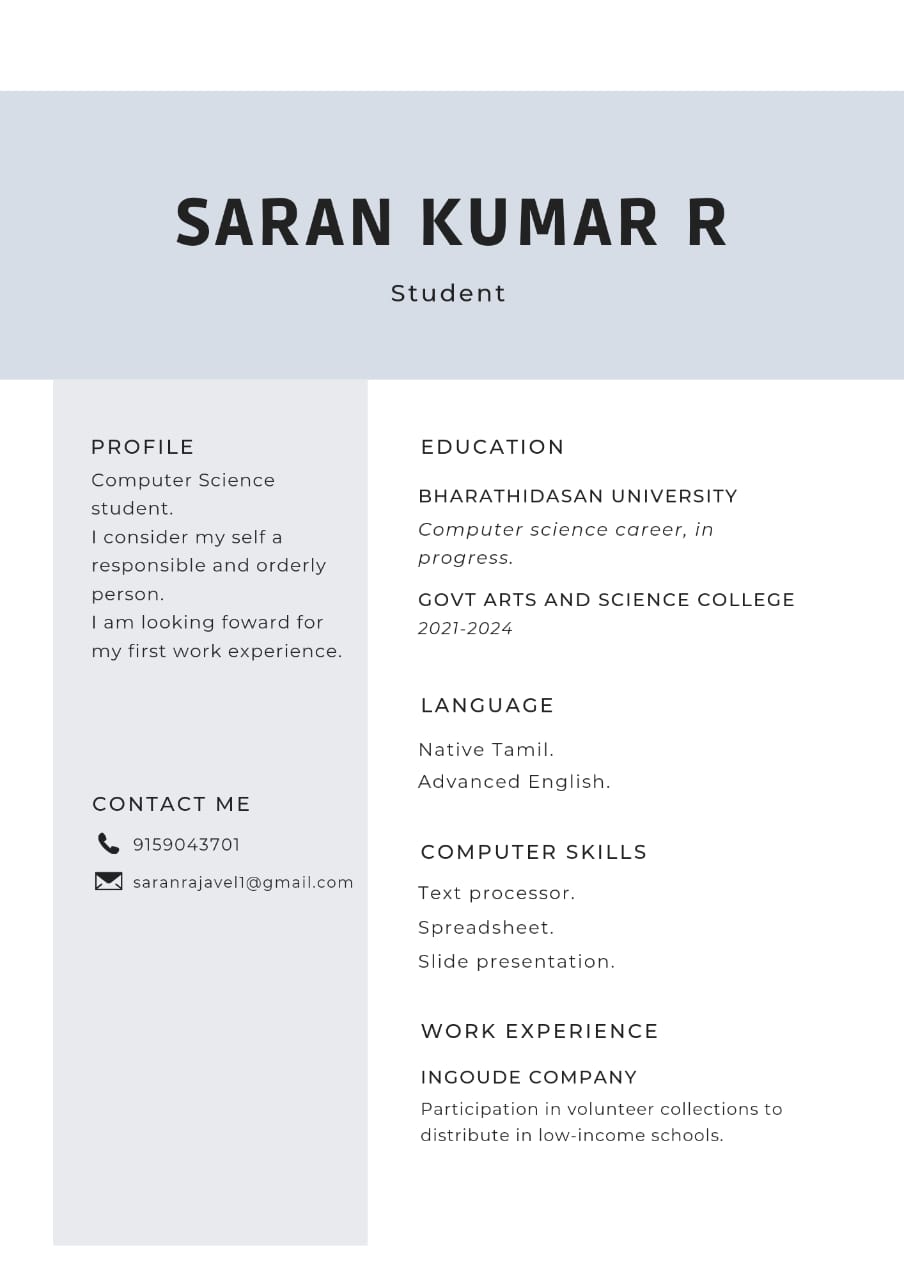 SARAN KUMAR R
Student
PROFILE
Computer Science
student.
I consider my self a
responsible and orderly
person.
I am looking foward for
my first work experience.
CONTACT ME
9159043701
saranrajavel1@gmail.com
EDUCATION
BHARATHIDASAN UNIVERSITY
Computer science career, in
progress.
GOVT ARTS AND SCIENCE COLLEGE
2021-2024
LANGUAGE
Native Tamil.
Advanced English.
COMPUTER SKILLS
Text processor.
Spreadsheet.
Slide presentation.
WORK EXPERIENCE
INGOUDE COMPANY
Participation in volunteer collections to
distribute in low-income schools.